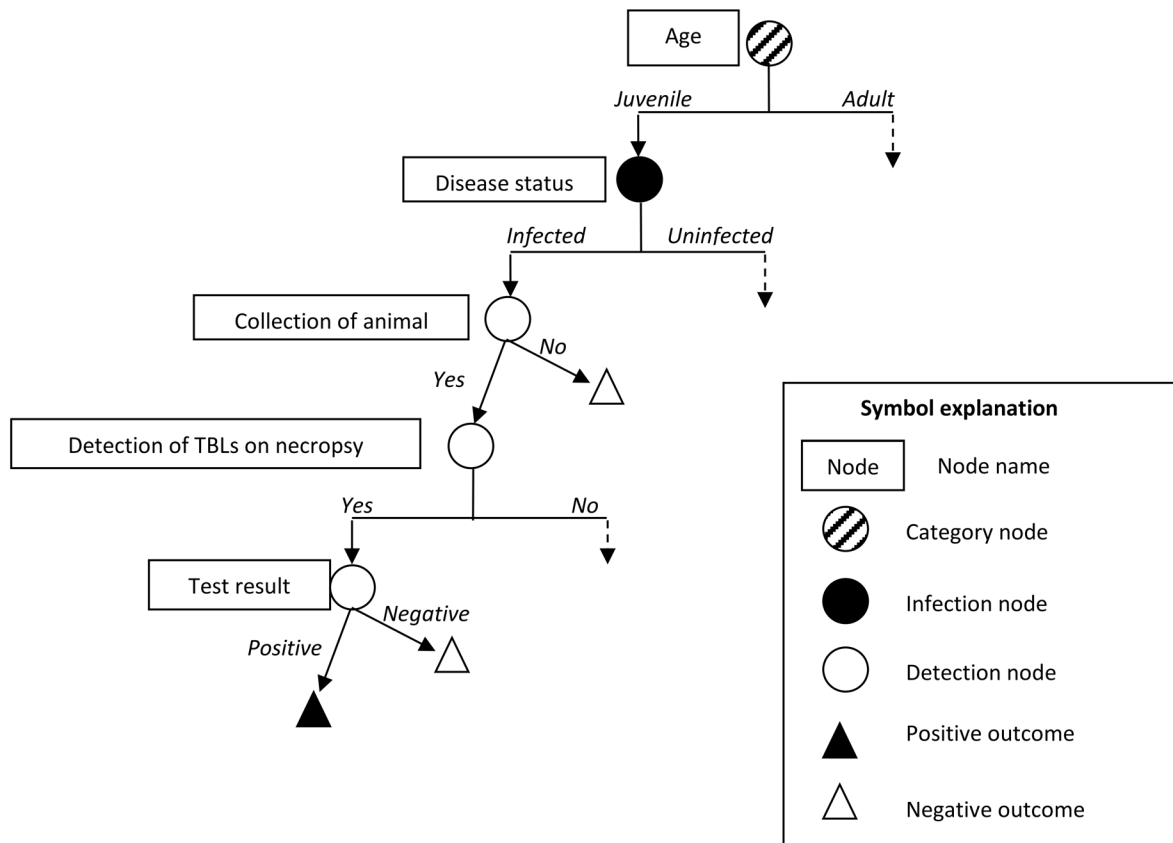 Age
Juvenile
Adult
Disease status
Infected
Uninfected
Collection of animal
No
Yes
Detection of TBLs on necropsy
Yes
No
Test result
Negative
Positive
Symbol explanation
Node
Node name
Category node
Infection node
Detection node
Positive outcome
Negative outcome